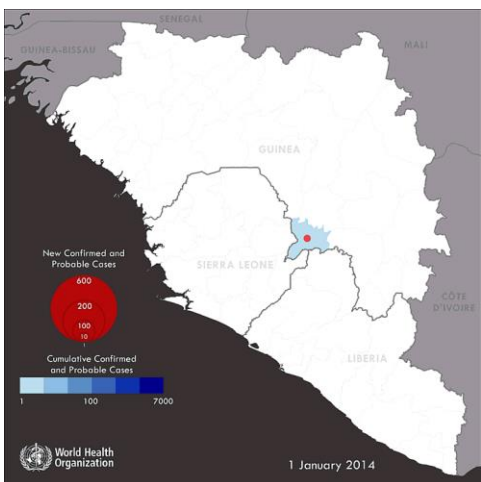 SENEGAL
GUINEA-BISSAU
MALI
GUINEA
SIERRA LEONE
CÔTE
D'IVOIRE
LIBERIA
New Confirmed and
Probable Cases
600
200
100
10
1
Cumulative Confirmed
and Probable Cases
1 100 7000
World Health
Organization
1 January 2014